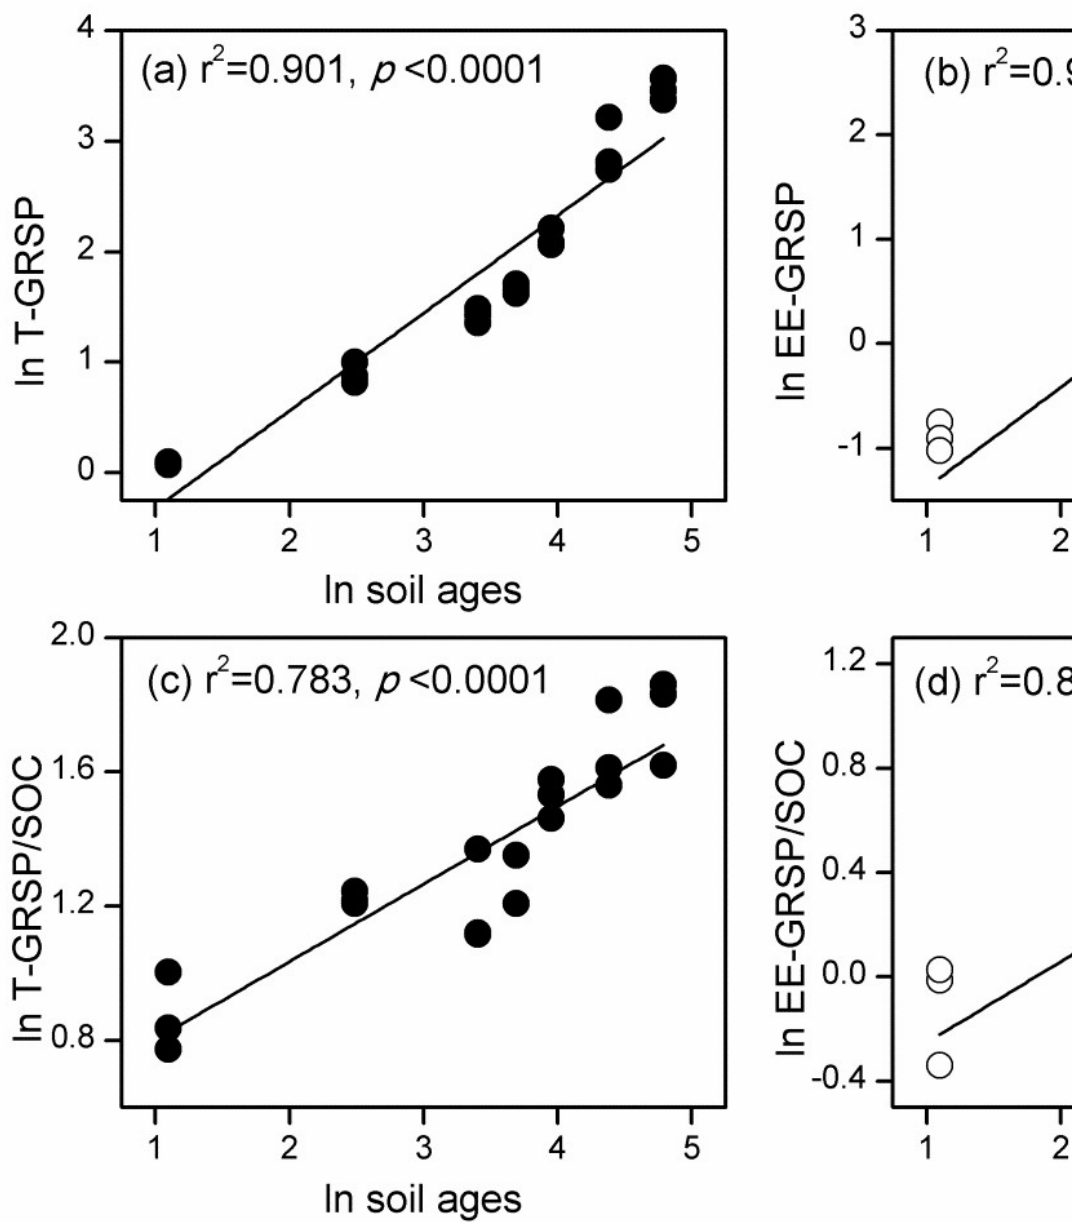 4
3
2
1
0
ln T-GRSP
(a) r²=0.901, p<0.0001
1 2 3 4 5
ln soil ages
3
2
1
0
-1
ln EE-GRSP
(b) r²=0.9
1 2
2.0
1.6
1.2
0.8
ln T-GRSP/SOC
(c) r²=0.783, p<0.0001
1 2 3 4 5
ln soil ages
1.2
0.8
0.4
0.0
-0.4
ln EE-GRSP/SOC
(d) r²=0.8
1 2